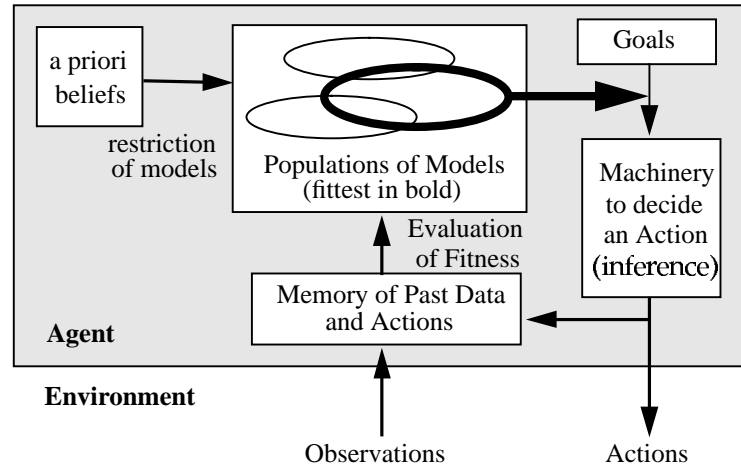 a priori
beliefs
restriction
of models
Populations of Models
(fittest in bold)
Goals
Machinery
to decide
an Action
(inference)
Evaluation
of Fitness
Memory of Past Data
and Actions
Agent
Environment
Observations
Actions